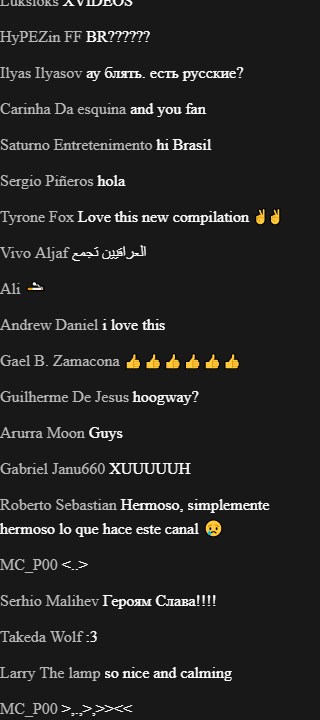 Luksloks XVIDEOS
HyPEZin FF BR??????
Ilyas Ilyasov ау блять. есть русские?
Carinha Da esquina and you fan
Saturno Entretenimento hi Brasil
Sergio Piñeros hola
Tyrone Fox Love this new compilation ✌✌
Vivo Aljaf العراقيين تجمع
Ali 🚬
Andrew Daniel i love this
Gael B. Zamacona 👍👍👍👍👍👍
Guilherme De Jesus hoogway?
Arurra Moon Guys
Gabriel Janu660 XUUUUUH
Roberto Sebastian Hermoso, simplemente
hermoso lo que hace este canal 😢
MC_P00 <..>
Serhio Malihev Героям Слава!!!!
Takeda Wolf :3
Larry The lamp so nice and calming
MC_P00 >,.,>,>><<